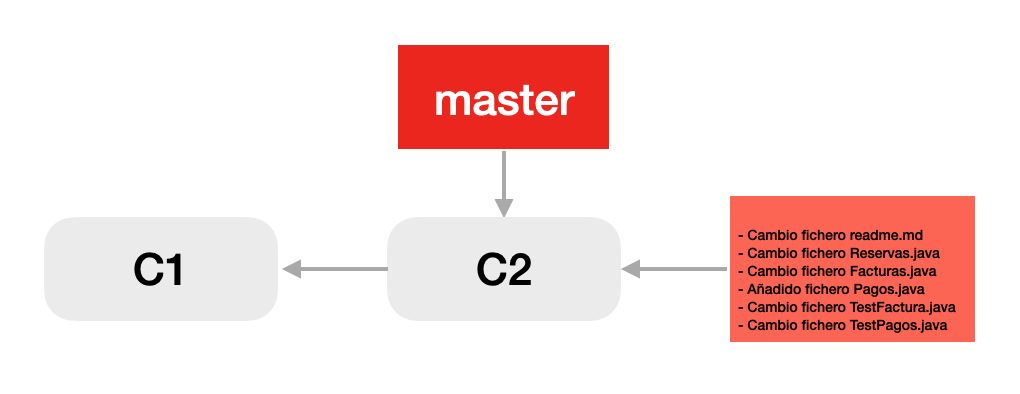 master
C1
C2
- Cambio fichero readme.md
- Cambio fichero Reservas.java
- Cambio fichero Facturas.java
- Añadido fichero Pagos.java
- Cambio fichero TestFactura.java
- Cambio fichero TestPagos.java